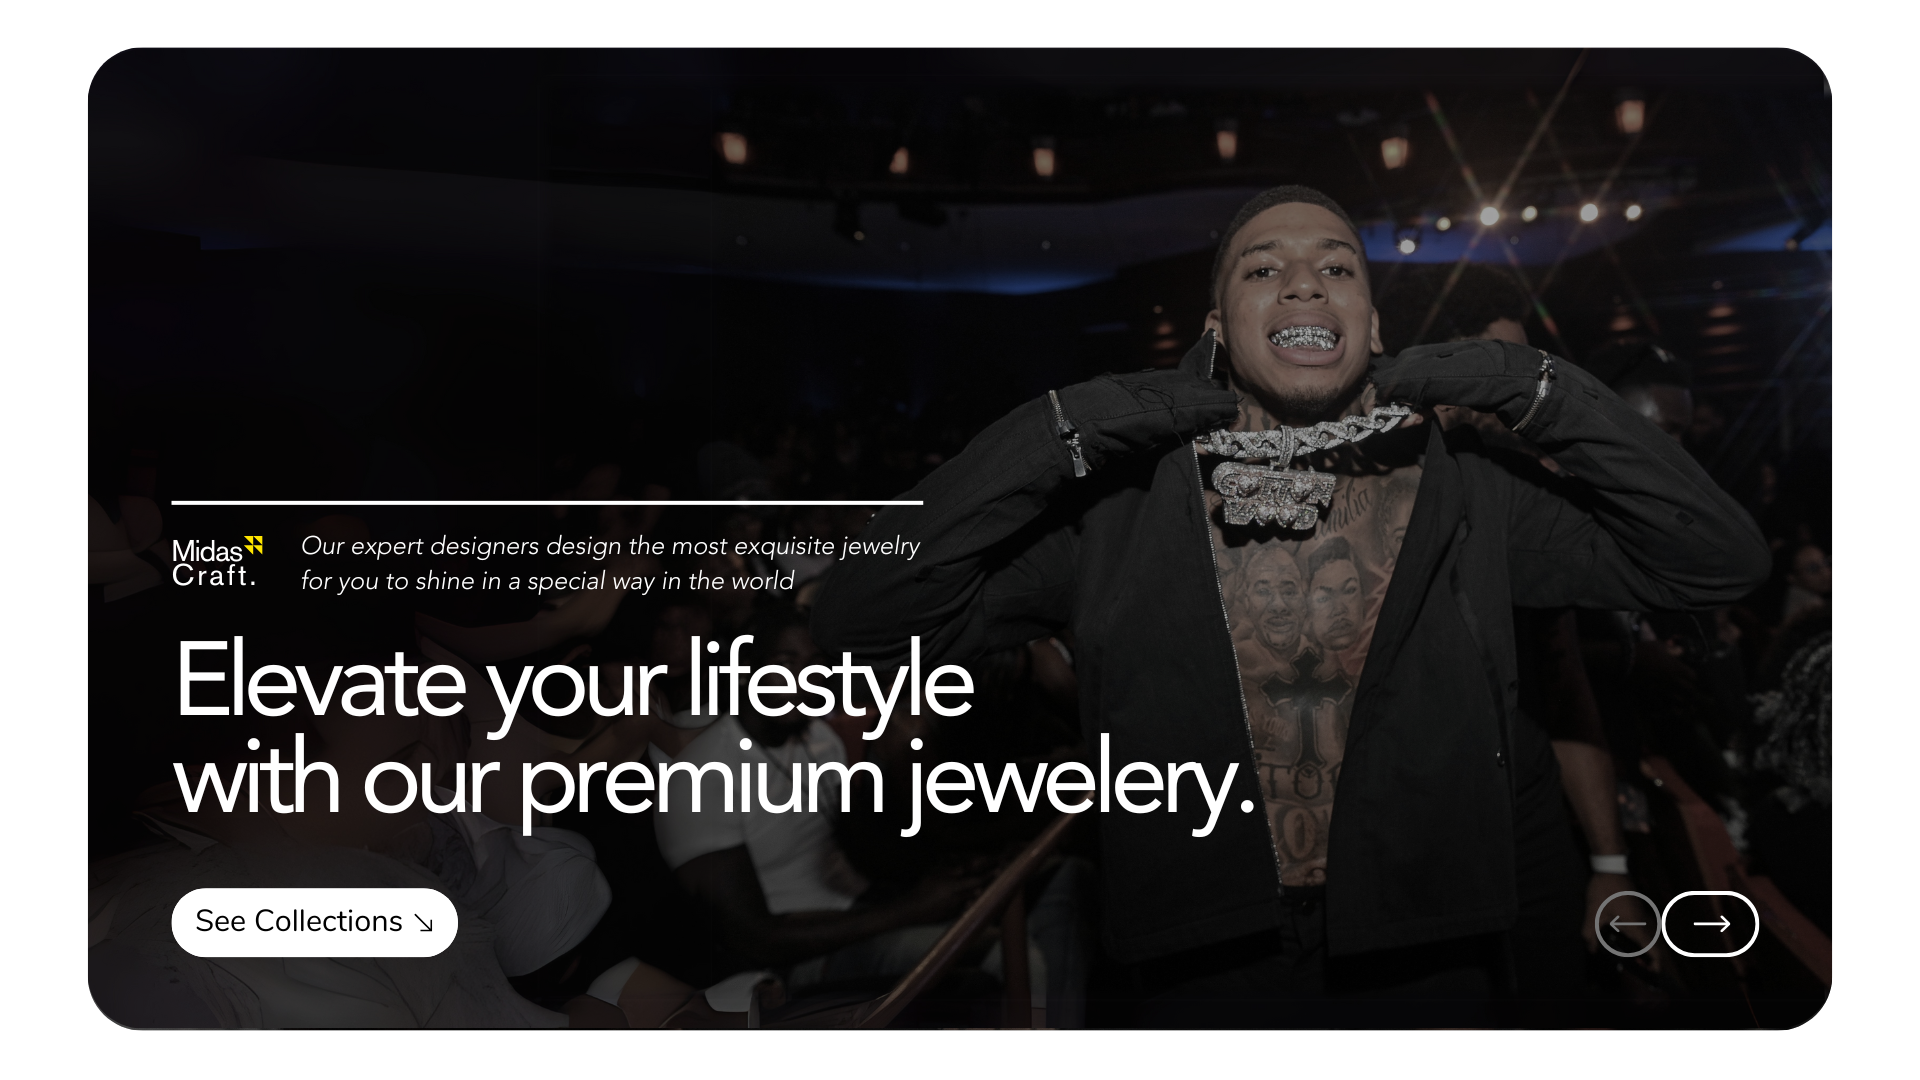 Midas
Craft.
Our expert designers design the most exquisite jewelry
for you to shine in a special way in the world
Elevate your lifestyle
with our premium jewelery.
See Collections